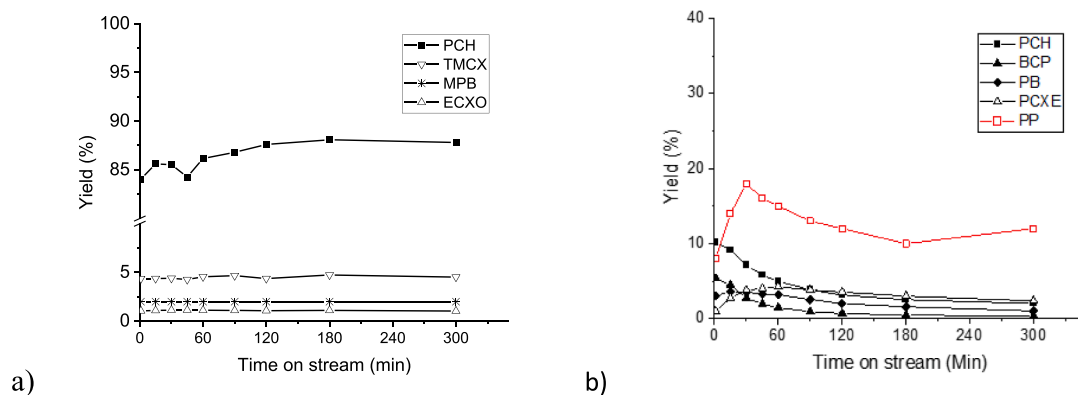 100
95
90
85
5
0
Yield (%)
PCH
TMCX
MPB
ECXO
0 60 120 180 240 300
Time on stream (min)
a)
40
30
20
10
0
Yield (%)
PCH
BCP
PB
PCXE
PP
0 60 120 180 240 300
Time on stream (Min)
b)